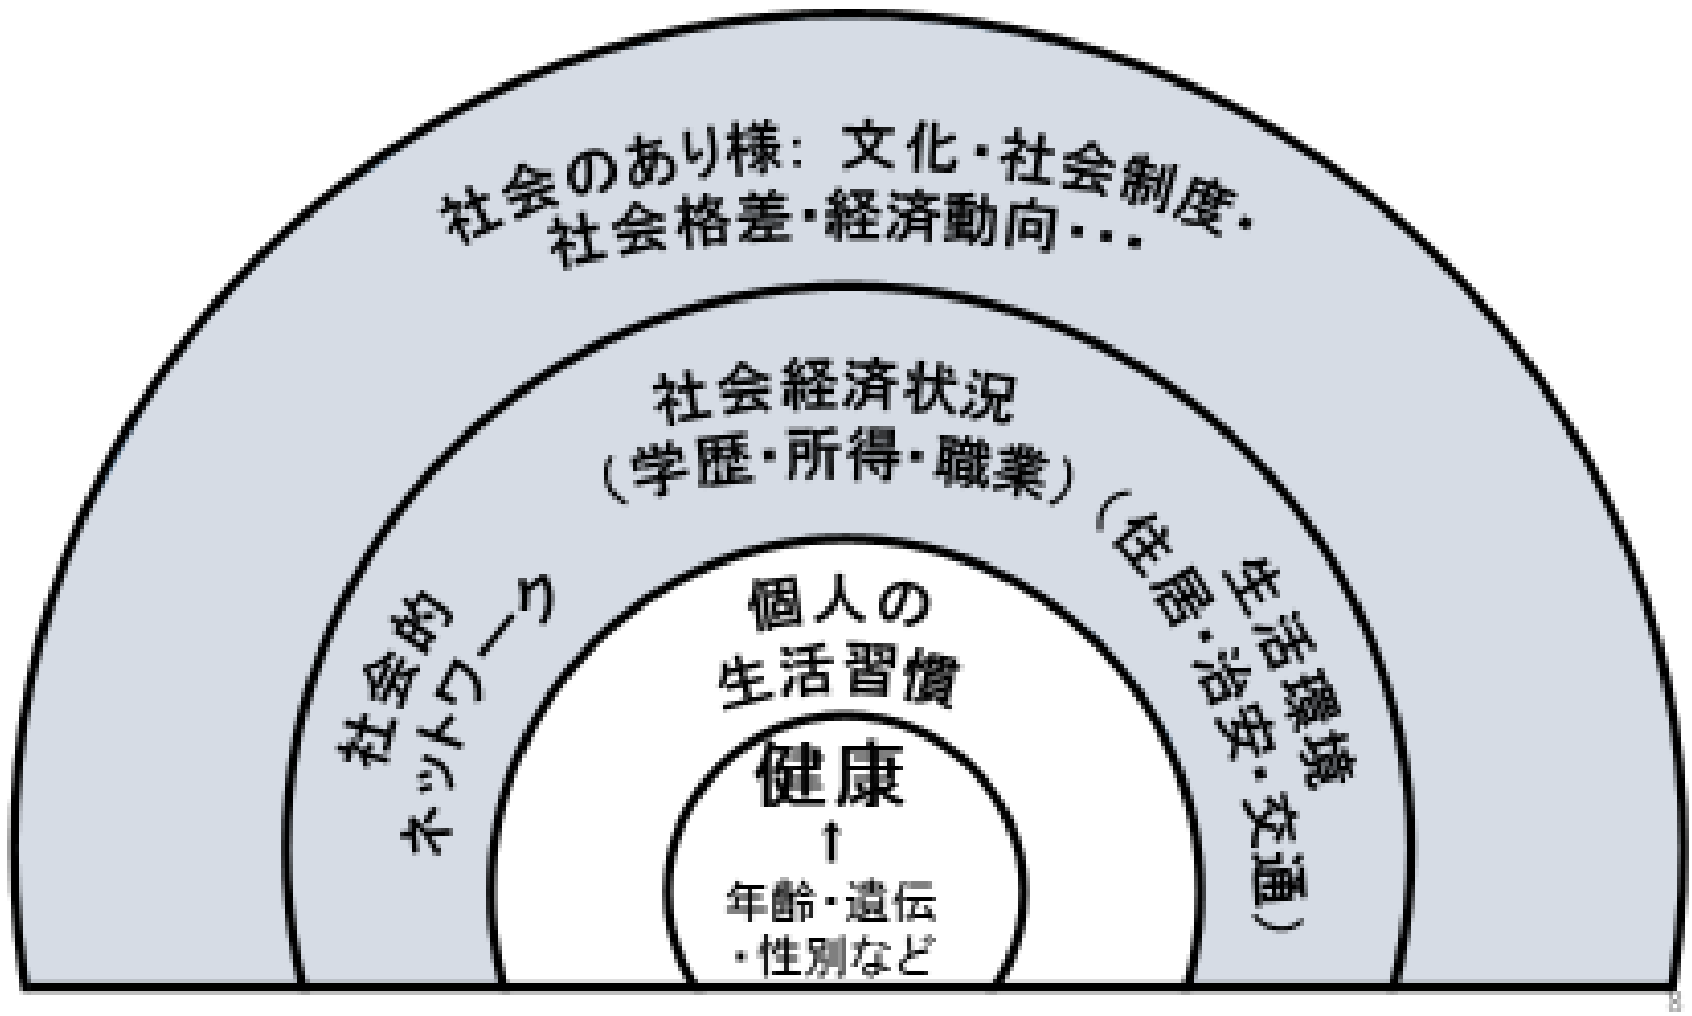 社会のあり様: 文化・社会制度・
社会格差・経済動向・・・
社会経済状況
（学歴・所得・職業）
社会的
ネットワーク
生活環境
（住居・治安・交通）
個人の
生活習慣
健康
↑
年齢・遺伝
・性別など